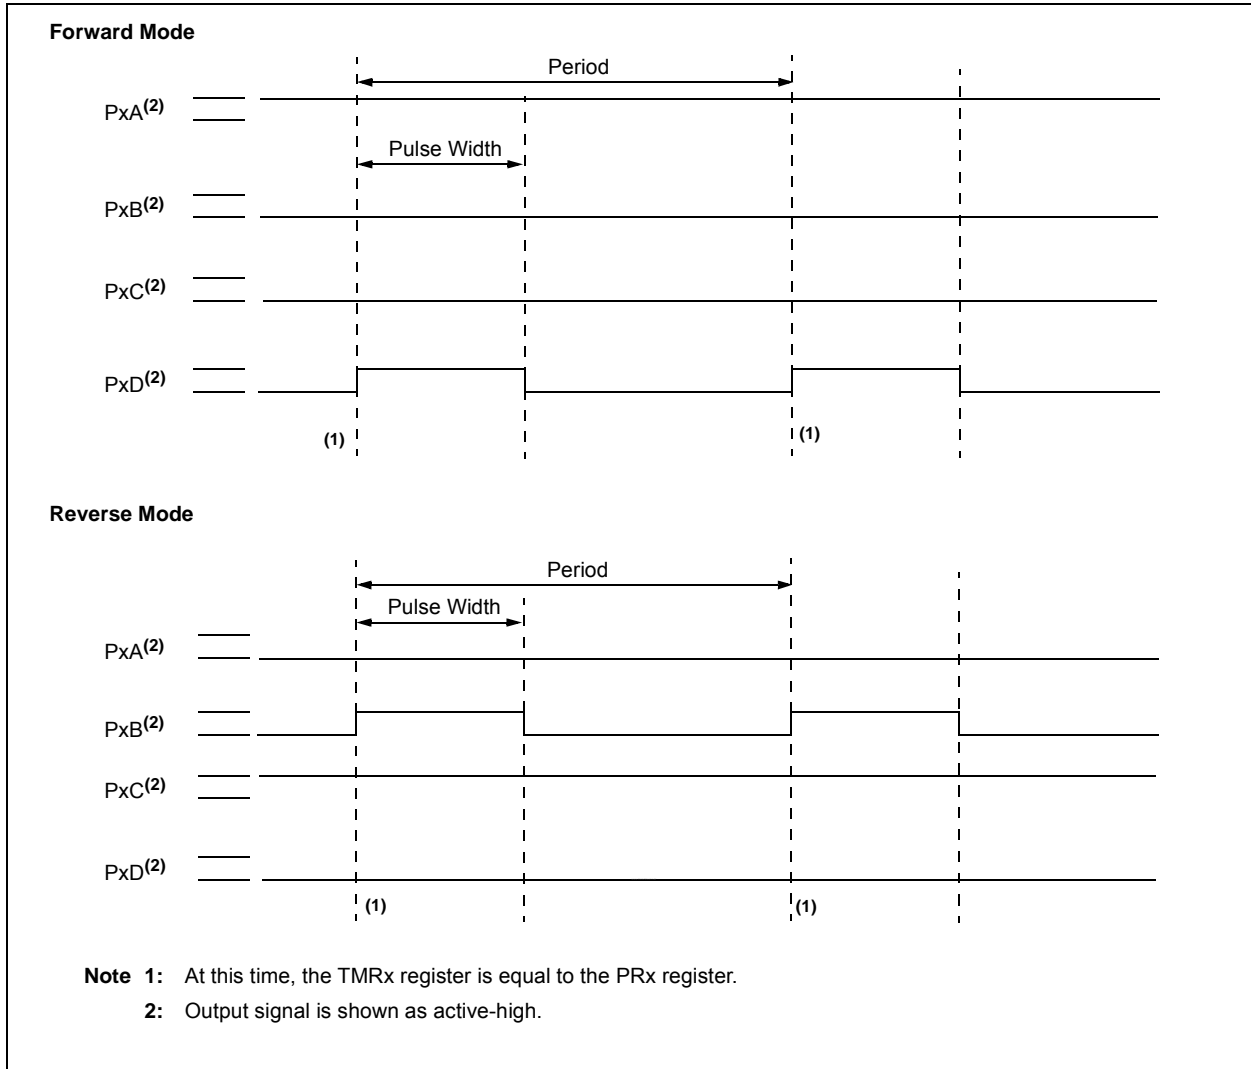 Forward Mode
Period
PxA(2)
Pulse Width
PxB(2)
PxC(2)
PxD(2)
(1) (1)
Reverse Mode
Period
Pulse Width
PxA(2)
PxB(2)
PxC(2)
PxD(2)
(1) (1)
Note 1: At this time, the TMRx register is equal to the PRx register.
2: Output signal is shown as active-high.